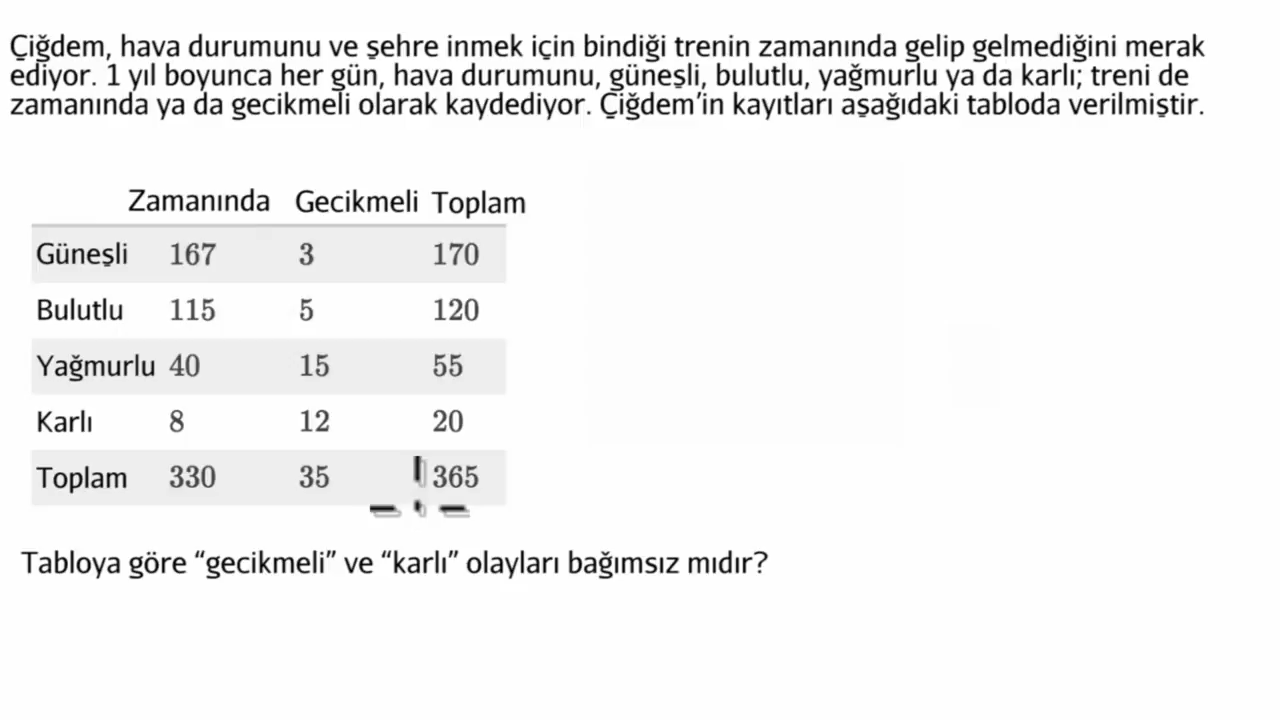 Çiğdem, hava durumunu ve şehre inmek için bindiği trenin zamanında gelip gelmediğini merak
ediyor. 1 yıl boyunca her gün, hava durumunu, güneşli, bulutlu, yağmurlu ya da karlı; treni de
zamanında ya da gecikmeli olarak kaydediyor. Çiğdem’in kayıtları aşağıdaki tabloda verilmiştir.
Zamanında Gecikmeli Toplam
Güneşli 167 3 170
Bulutlu 115 5 120
Yağmurlu 40 15 55
Karlı 8 12 20
Toplam 330 35 365
Tabloya göre “gecikmeli” ve “karlı” olayları bağımsız mıdır?